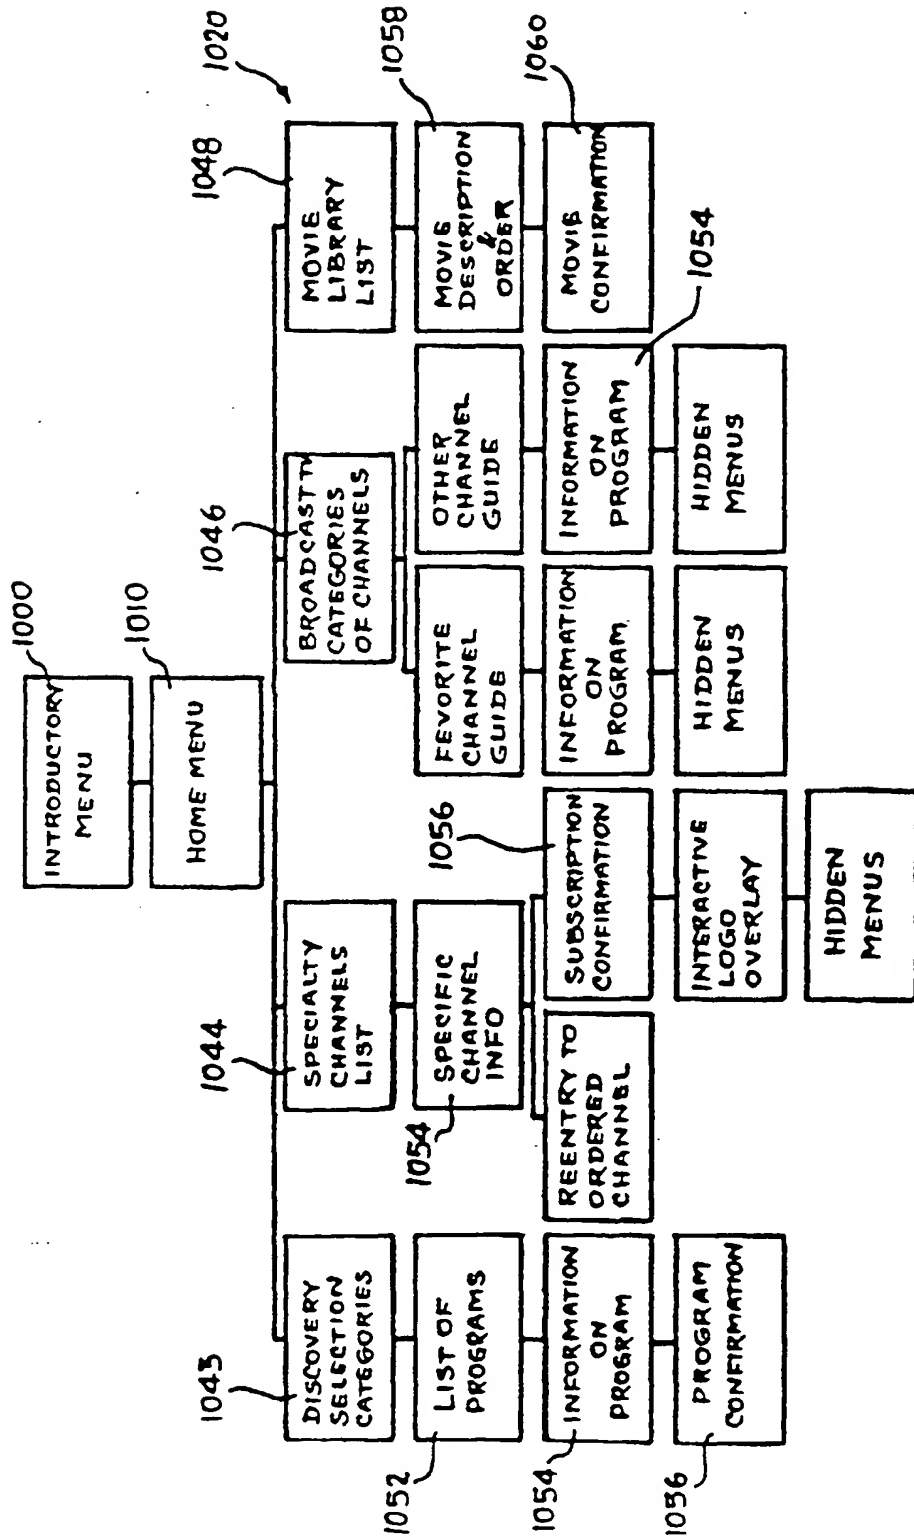 1000
INTRODUCTORY
MENU
1010
HOME MENU
1020
1043
DISCOVERY
SELECTION
CATEGORIES
1044
SPECIALTY
CHANNELS
LIST
1046
BROADCAST TV
CATEGORIES
OF CHANNELS
1048
MOVIE
LIBRARY
LIST
1052
LIST OF
PROGRAMS
1054
SPECIFIC
CHANNEL
INFO
FEVORITE
CHANNEL
GUIDE
OTHER
CHANNEL
GUIDE
1058
MOVIE
DESCRIPTION
&
ORDER
1054
INFORMATION
ON
PROGRAM
REENTRY TO
ORDERED
CHANNEL
1056
SUBSCRIPTION
CONFIRMATION
INFORMATION
ON
PROGRAM
INFORMATION
ON
PROGRAM
1054
1060
MOVIE
CONFIRMATION
1036
PROGRAM
CONFIRMATION
INTERACTIVE
LOGO
OVERLAY
HIDDEN
MENUS
HIDDEN
MENUS
HIDDEN
MENUS